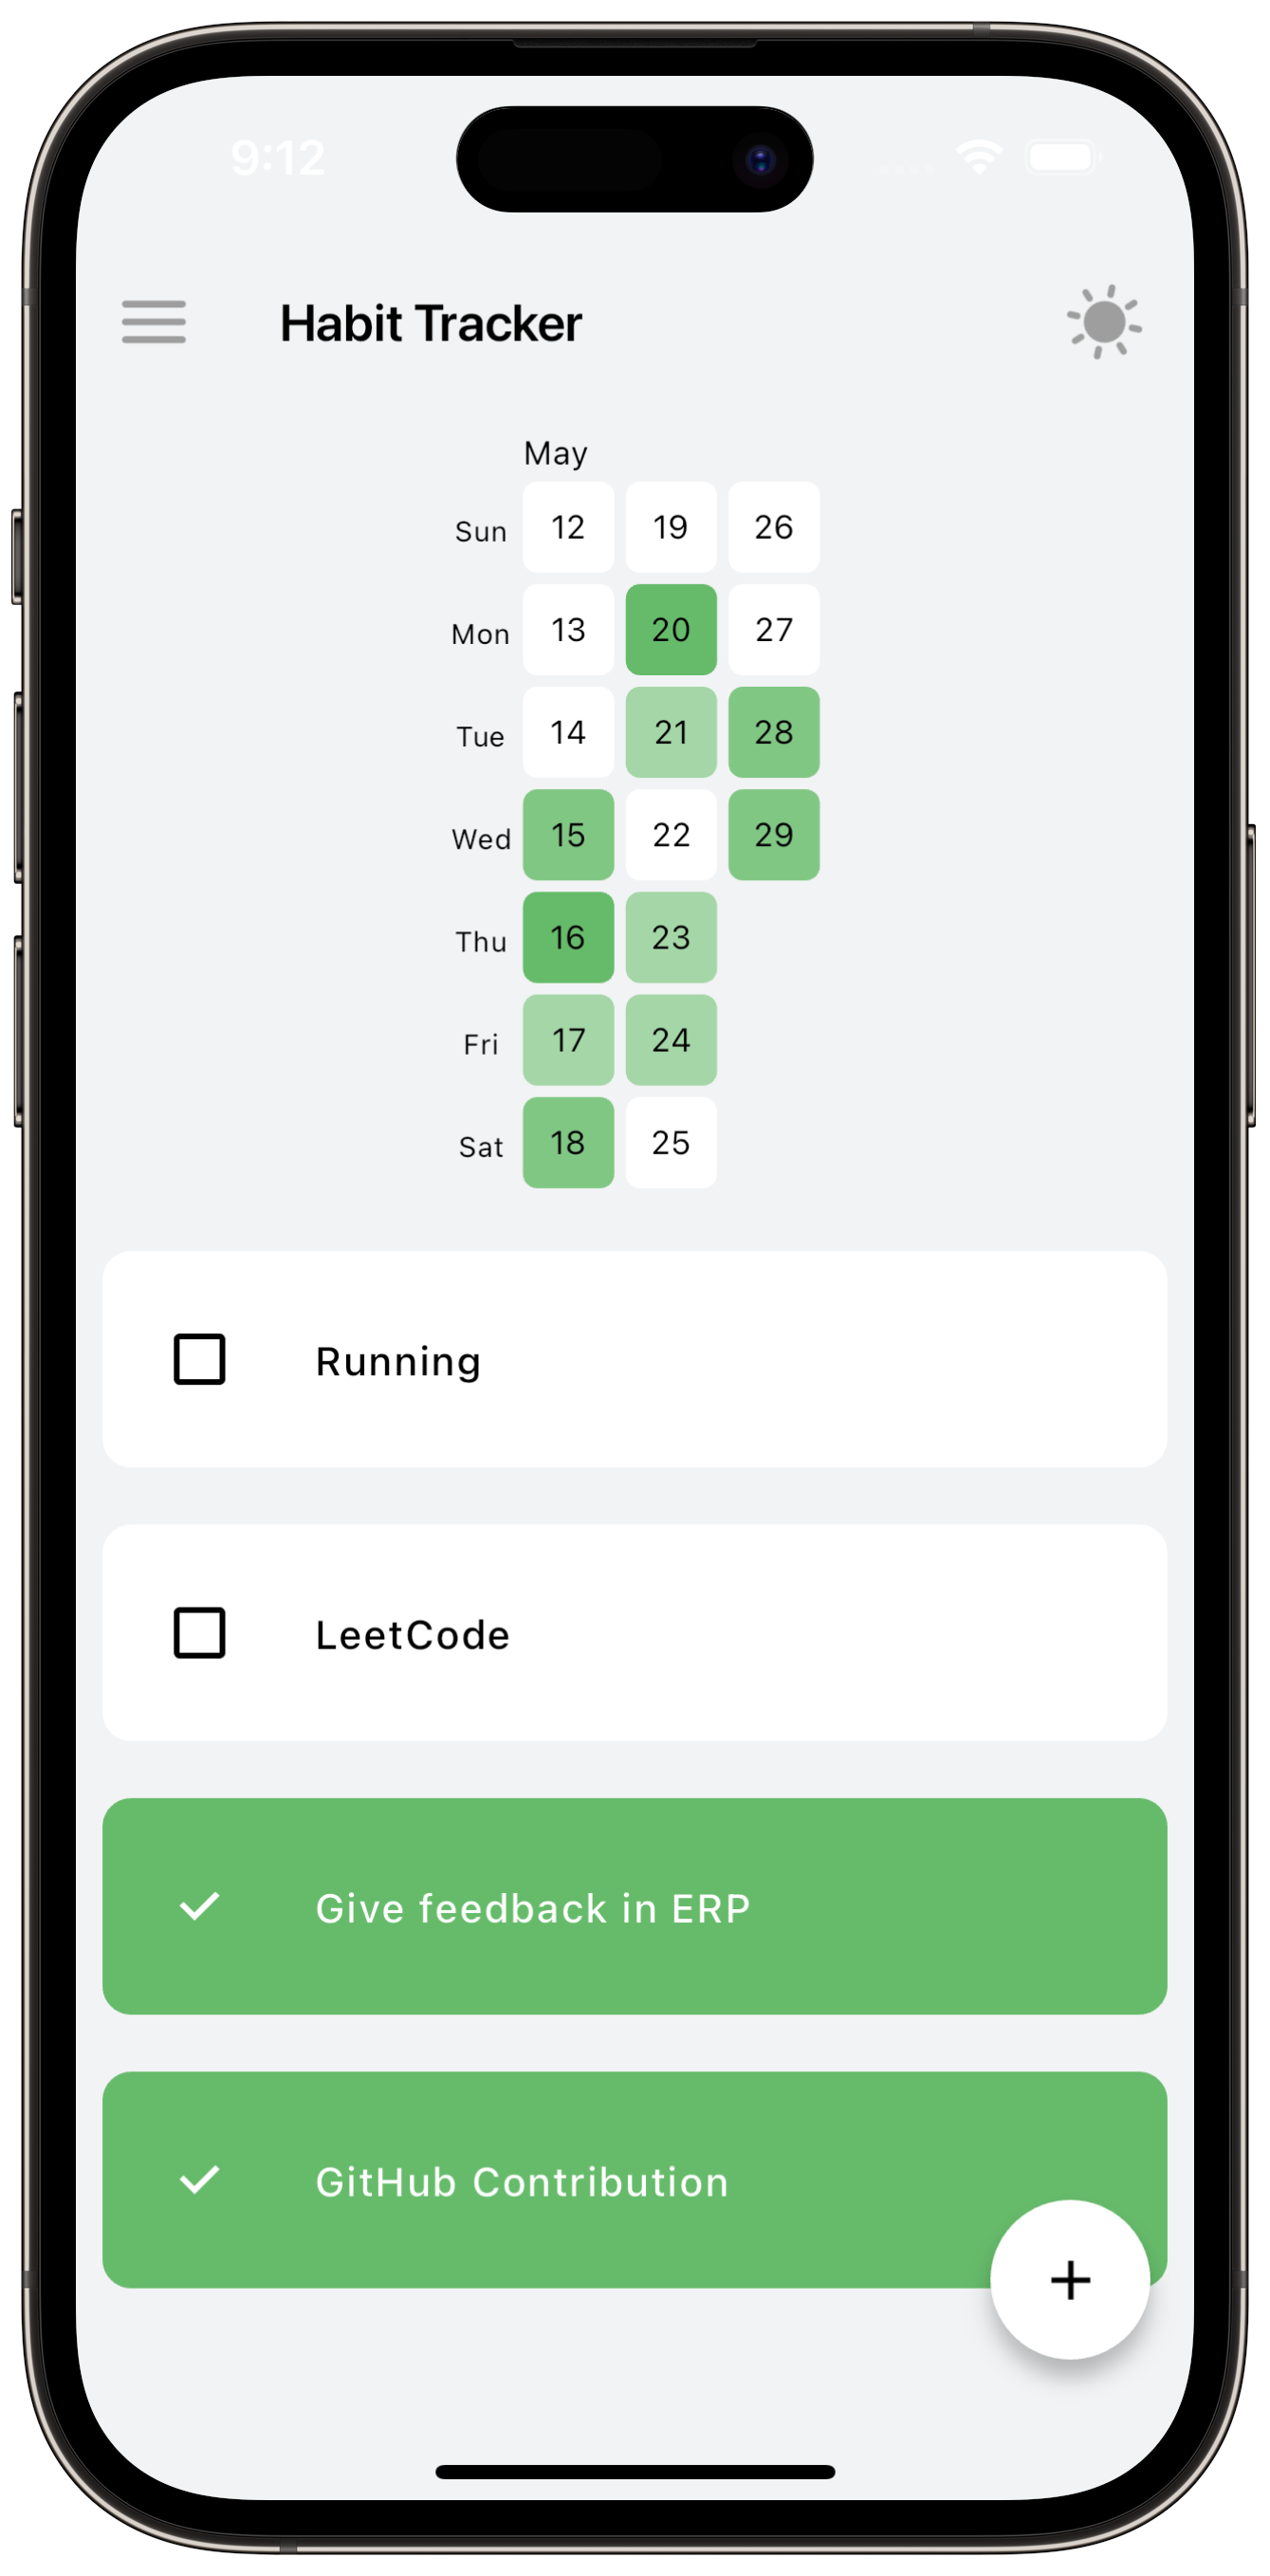 9:12
Habit Tracker
May
Sun 12 19 26
Mon 13 20 27
Tue 14 21 28
Wed 15 22 29
Thu 16 23
Fri 17 24
Sat 18 25
Running
LeetCode
Give feedback in ERP
GitHub Contribution
+